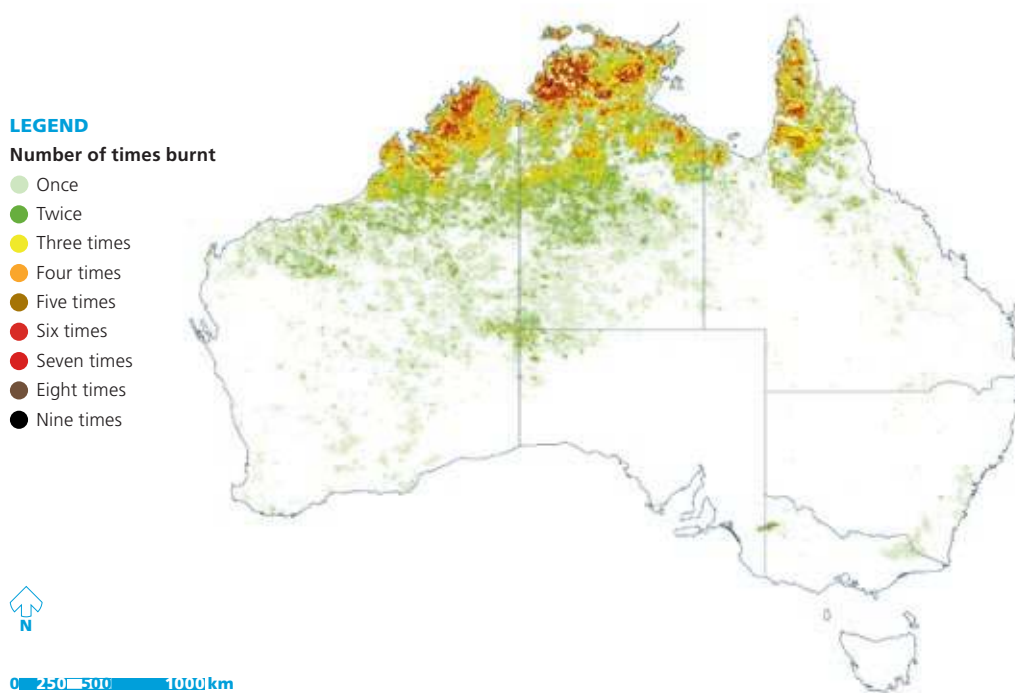 LEGEND
Number of times burnt
Once
Twice
Three times
Four times
Five times
Six times
Seven times
Eight times
Nine times
N
0 250 500 1000 km